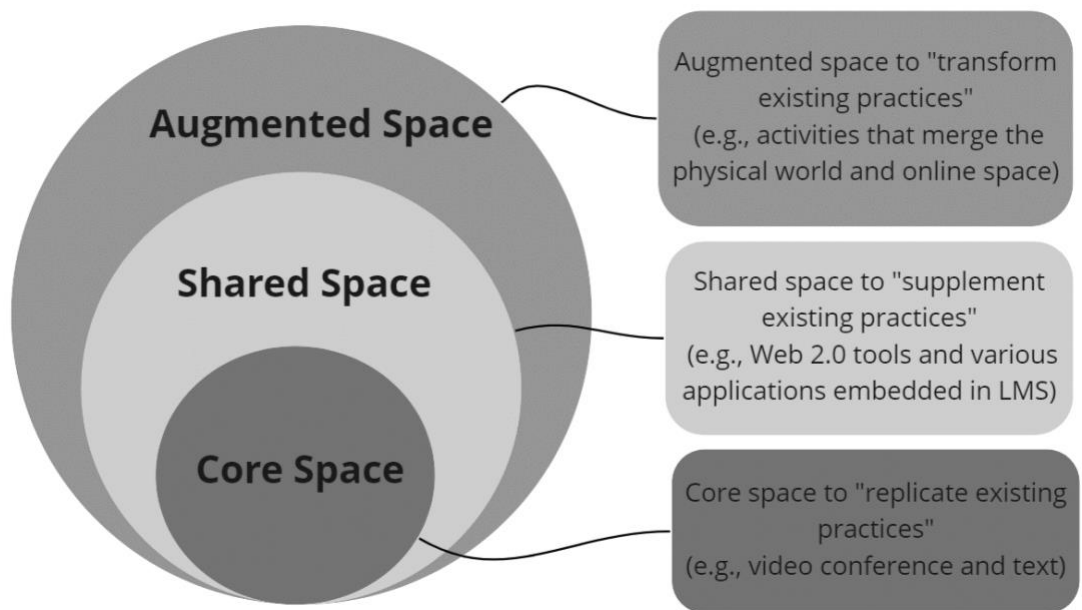 Augmented Space
Augmented space to "transform
existing practices"
(e.g., activities that merge the
physical world and online space)
Shared Space
Shared space to "supplement
existing practices"
(e.g., Web 2.0 tools and various
applications embedded in LMS)
Core Space
Core space to "replicate existing
practices"
(e.g., video conference and text)